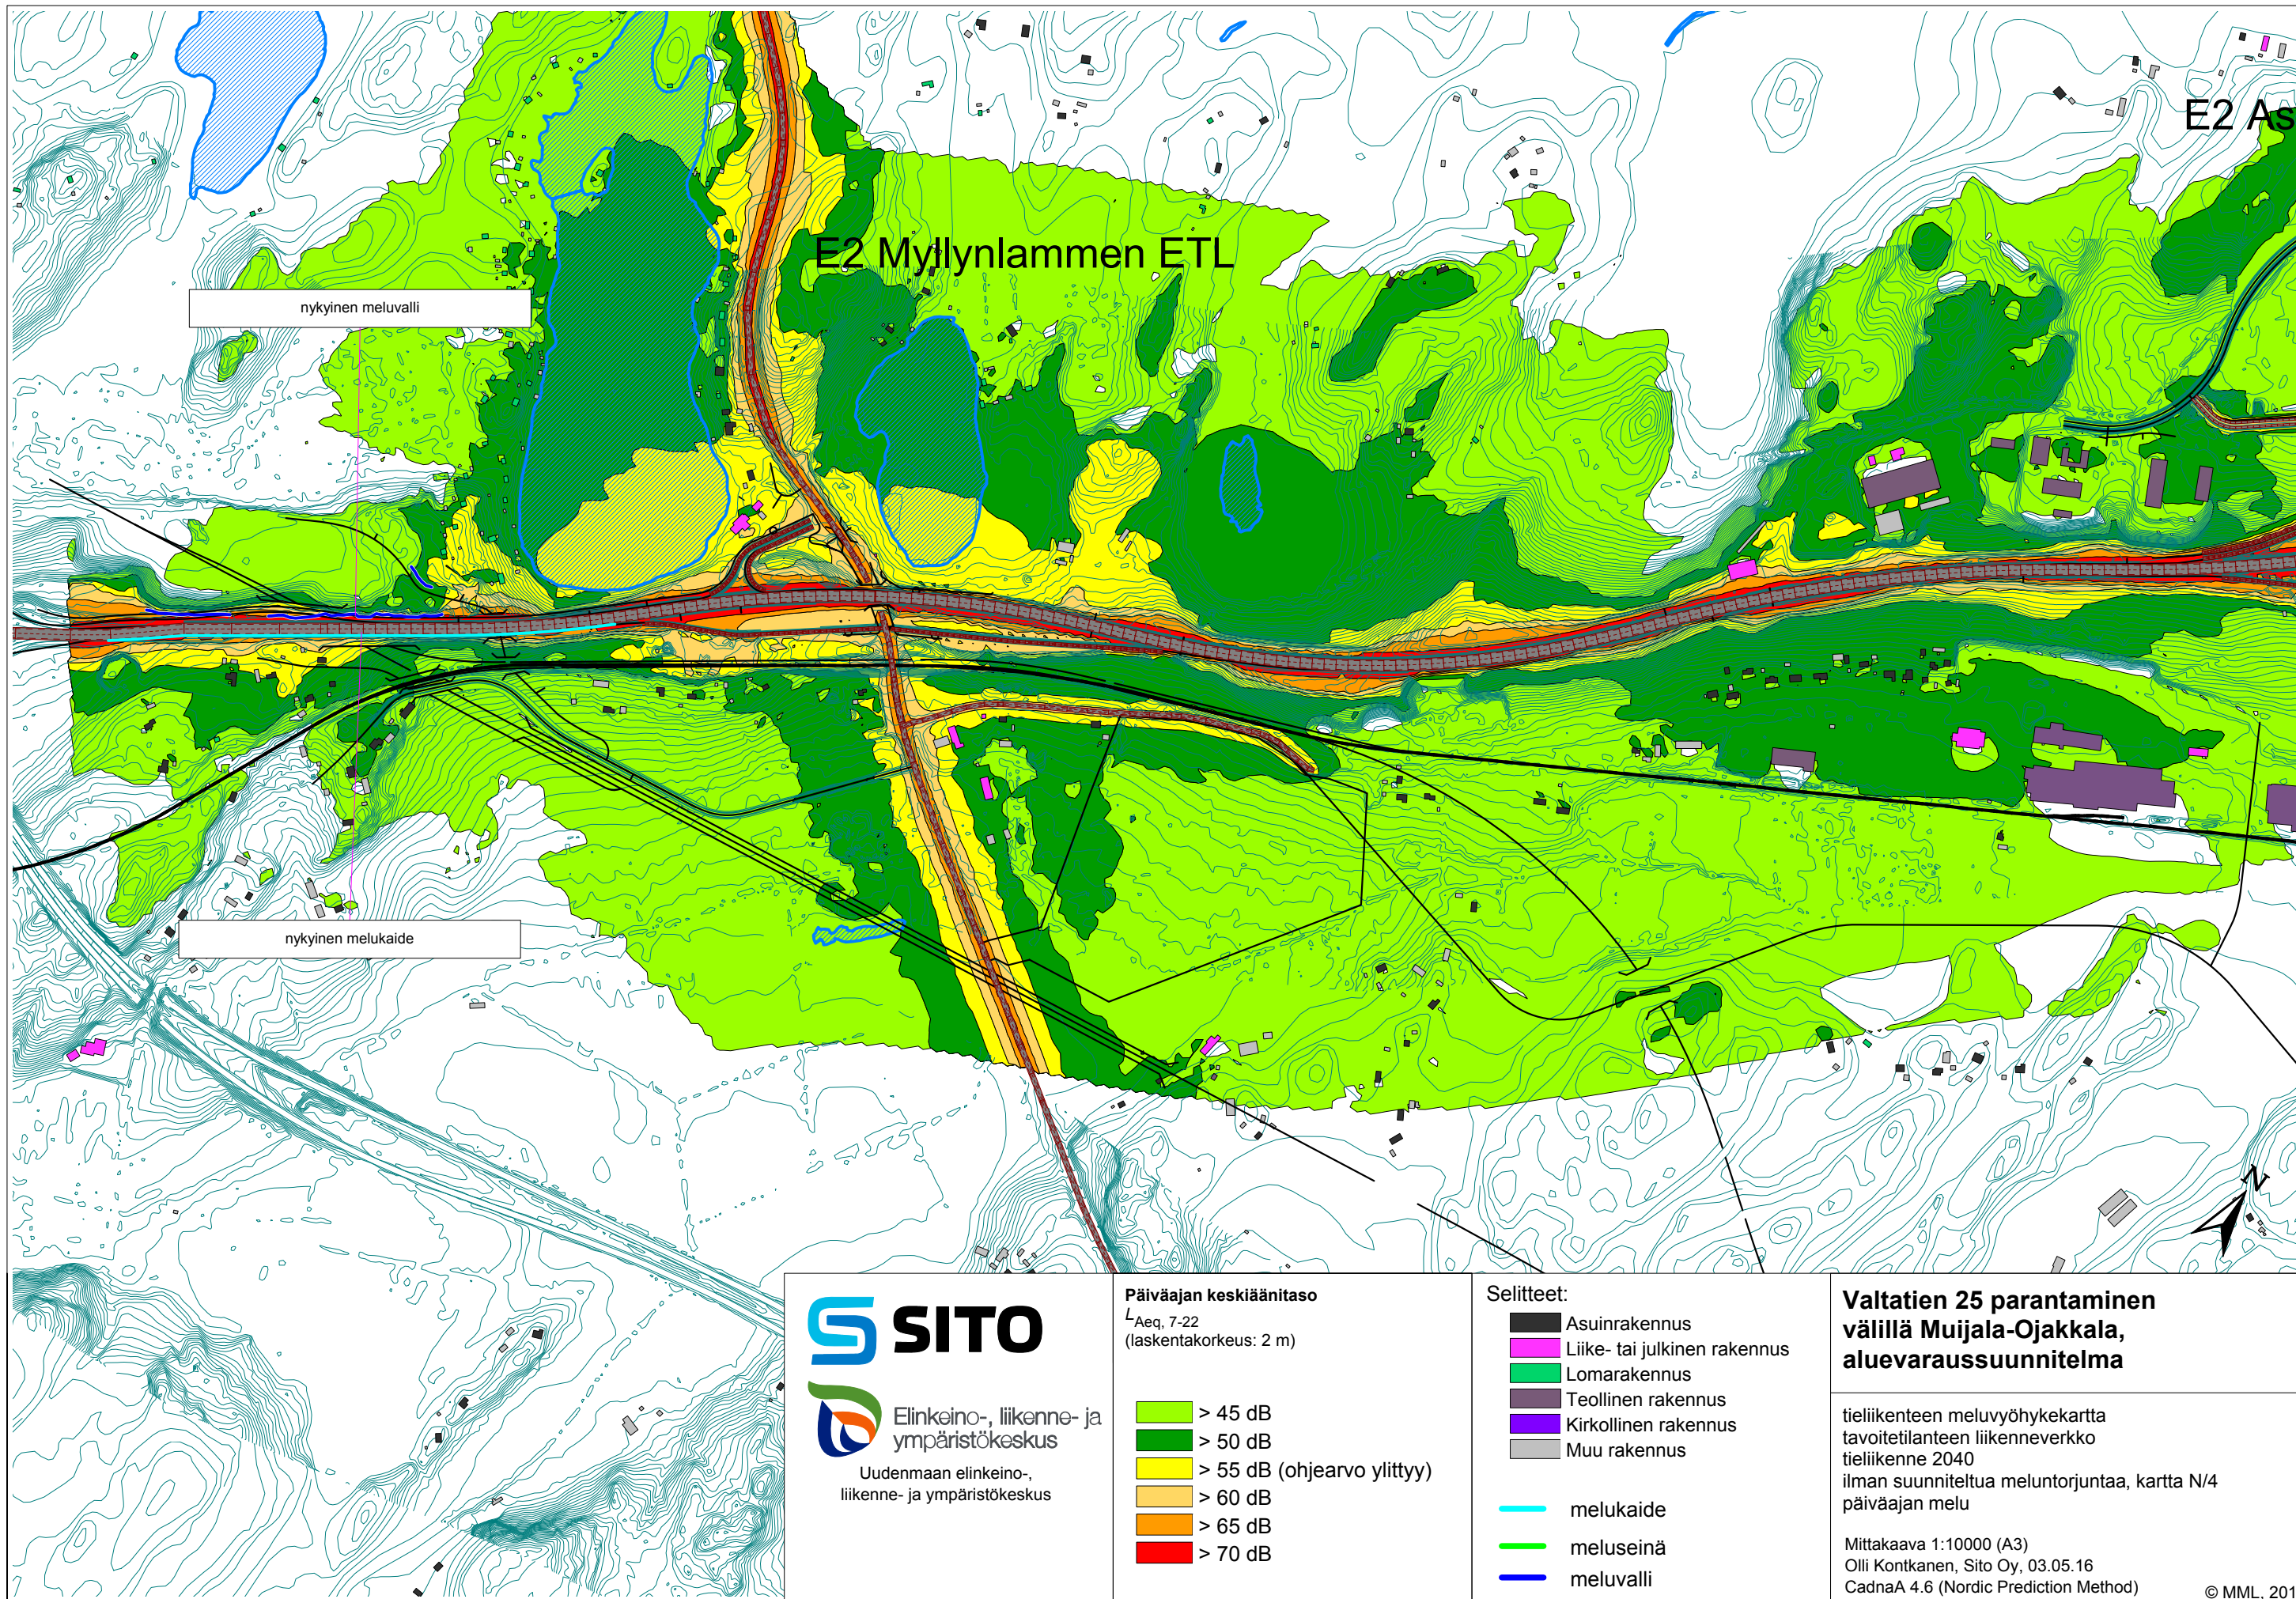 E2 As
E2 Myllynlammen ETL
nykyinen meluvalli
nykyinen melukaide
N
SITO
Elinkeino-, liikenne- ja
ympäristökeskus
Uudenmaan elinkeino-,
liikenne- ja ympäristökeskus
Päiväajan keskiäänitaso
LAeq, 7-22
(laskentakorkeus: 2 m)
> 45 dB
> 50 dB
> 55 dB (ohjearvo ylittyy)
> 60 dB
> 65 dB
> 70 dB
Selitteet:
Asuinrakennus
Liike- tai julkinen rakennus
Lomarakennus
Teollinen rakennus
Kirkollinen rakennus
Muu rakennus
melukaide
meluseinä
meluvalli
Valtatien 25 parantaminen
välillä Muijala-Ojakkala,
aluevaraussuunnitelma
tieliikenteen meluvyöhykekartta
tavoitetilanteen liikenneverkko
tieliikenne 2040
ilman suunniteltua meluntorjuntaa, kartta N/4
päiväajan melu
Mittakaava 1:10000 (A3)
Olli Kontkanen, Sito Oy, 03.05.16
CadnaA 4.6 (Nordic Prediction Method)
© MML, 201